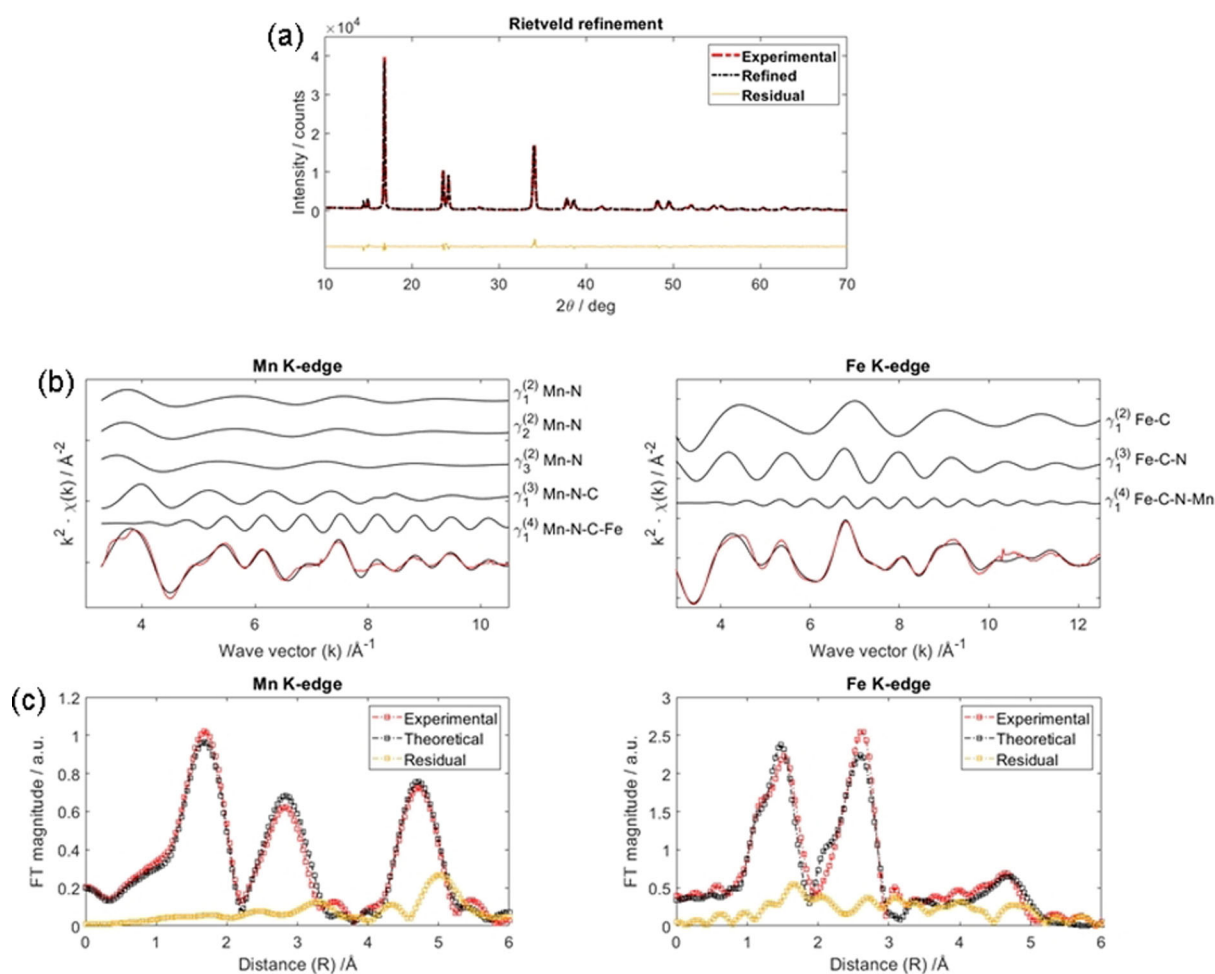 (a)
Rietveld refinement
×10⁴
4
3
2
1
0
Intensity / counts
Experimental
Refined
Residual
10 20 30 40 50 60 70
2θ / deg
(b)
Mn K-edge
k² · χ(k) / Å⁻²
γ₁⁽²⁾ Mn-N
γ₂⁽²⁾ Mn-N
γ₃⁽²⁾ Mn-N
γ₁⁽³⁾ Mn-N-C
γ₁⁽⁴⁾ Mn-N-C-Fe
4 6 8 10
Wave vector (k) /Å⁻¹
Fe K-edge
k² · χ(k) / Å⁻²
γ₁⁽²⁾ Fe-C
γ₁⁽³⁾ Fe-C-N
γ₁⁽⁴⁾ Fe-C-N-Mn
4 6 8 10 12
Wave vector (k) /Å⁻¹
(c)
Mn K-edge
1.2
1
0.8
0.6
0.4
0.2
0
FT magnitude / a.u.
Experimental
Theoretical
Residual
0 1 2 3 4 5 6
Distance (R) /Å
Fe K-edge
3
2.5
2
1.5
1
0.5
0
FT magnitude / a.u.
Experimental
Theoretical
Residual
0 1 2 3 4 5 6
Distance (R) /Å